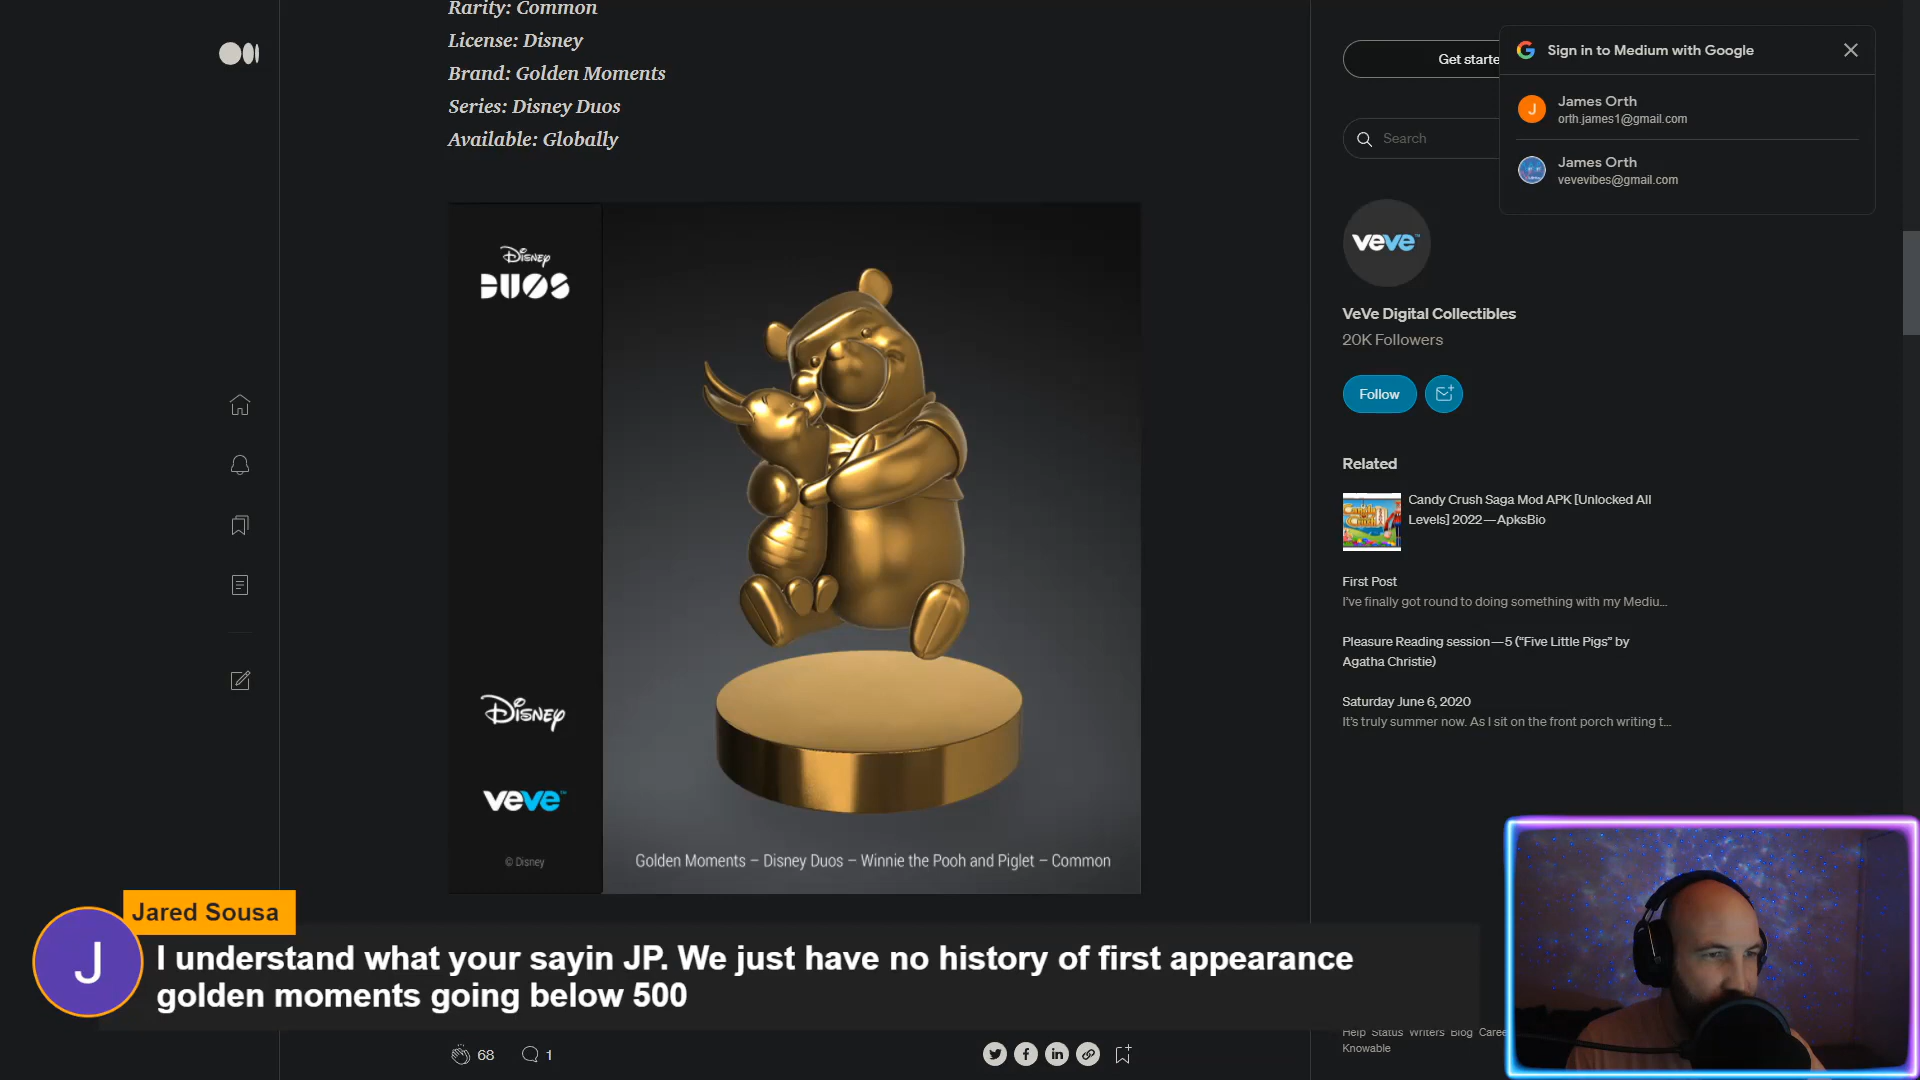 Rarity: Common
License: Disney
Brand: Golden Moments
Series: Disney Duos
Available: Globally
Disney
DUOS
Disney
veve™
© Disney
Golden Moments – Disney Duos – Winnie the Pooh and Piglet – Common
68
1
Get starte
Search
Sign in to Medium with Google
J
James Orth
orth.james1@gmail.com
James Orth
vevevibes@gmail.com
veve™
VeVe Digital Collectibles
20K Followers
Follow
Related
Candy Crush Saga Mod APK [Unlocked All
Levels] 2022—ApksBio
First Post
I've finally got round to doing something with my Mediu...
Pleasure Reading session—5 (“Five Little Pigs” by
Agatha Christie)
Saturday June 6, 2020
It's truly summer now. As I sit on the front porch writing t...
Help Status Writers Blog Caree
Knowable
Jared Sousa
J
I understand what your sayin JP. We just have no history of first appearance
golden moments going below 500